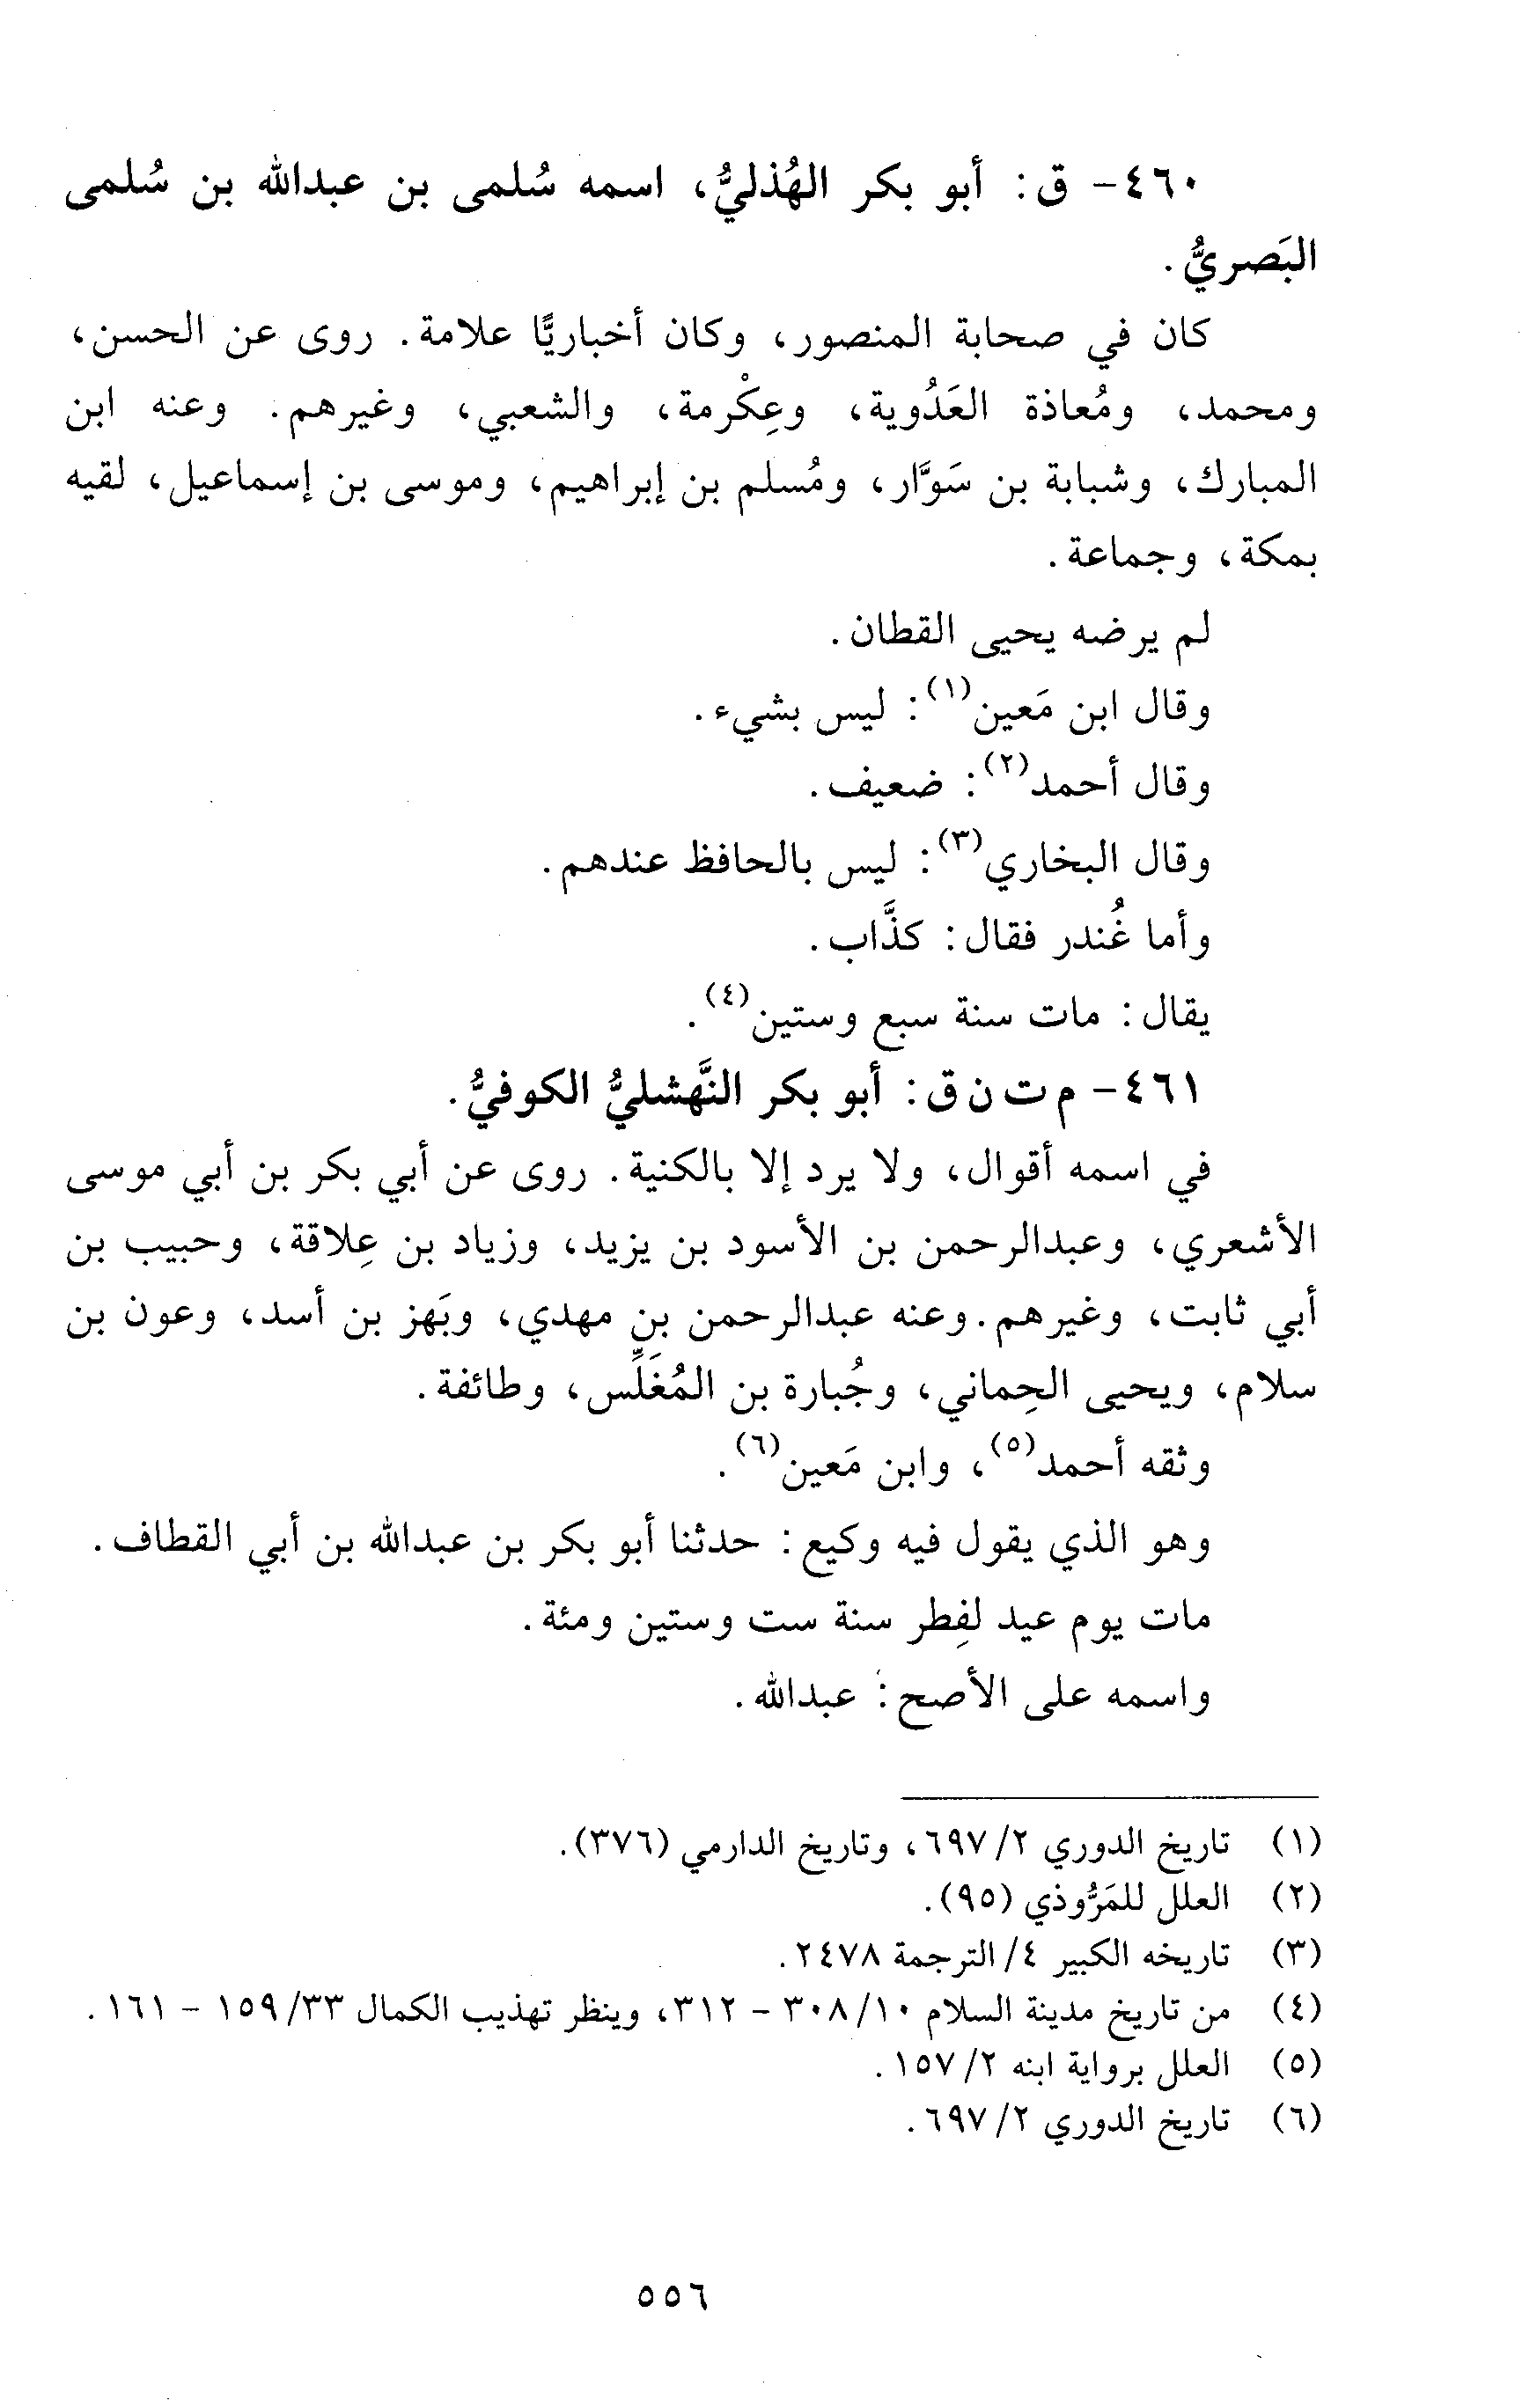 ٤٦٠- ق: أبو بكر الهُذليُّ، اسمه سُلمى بن عبدالله بن سُلمى
البَصريُّ.
كان في صحابة المنصور، وكان أخباريًّا علامة. روى عن الحسن،
ومحمد، ومُعاذة العَدُوية، وعِكْرمة، والشعبي، وغيرهم. وعنه ابن
المبارك، وشبابة بن سَوَّار، ومُسلم بن إبراهيم، وموسى بن إسماعيل، لقيه
بمكة، وجماعة.
لم يرضه يحيى القطان.
وقال ابن مَعين(١): ليس بشيء.
وقال أحمد(٢): ضعيف.
وقال البخاري(٣): ليس بالحافظ عندهم.
وأما غُندر فقال: كذَّاب.
يقال: مات سنة سبع وستين(٤).
٤٦١- م ت ن ق: أبو بكر النَّهشليُّ الكوفيُّ.
في اسمه أقوال، ولا يرد إلا بالكنية. روى عن أبي بكر بن أبي موسى
الأشعري، وعبدالرحمن بن الأسود بن يزيد، وزياد بن عِلاقة، وحبيب بن
أبي ثابت، وغيرهم. وعنه عبدالرحمن بن مهدي، وبَهز بن أسد، وعون بن
سلام، ويحيى الحِماني، وجُبارة بن المُغَلِّس، وطائفة.
وثقه أحمد(٥)، وابن مَعين(٦).
وهو الذي يقول فيه وكيع: حدثنا أبو بكر بن عبدالله بن أبي القطاف.
مات يوم عيد لفِطر سنة ست وستين ومئة.
واسمه على الأصح: عبدالله.
(١) تاريخ الدوري ٢/ ٦٩٧، وتاريخ الدارمي (٣٧٦).
(٢) العلل للمَرُّوذي (٩٥).
(٣) تاريخه الكبير ٤/ الترجمة ٢٤٧٨.
(٤) من تاريخ مدينة السلام ١٠/ ٣٠٨ - ٣١٢، وينظر تهذيب الكمال ٣٣/ ١٥٩ - ١٦١.
(٥) العلل برواية ابنه ٢/ ١٥٧.
(٦) تاريخ الدوري ٢/ ٦٩٧.
٥٥٦